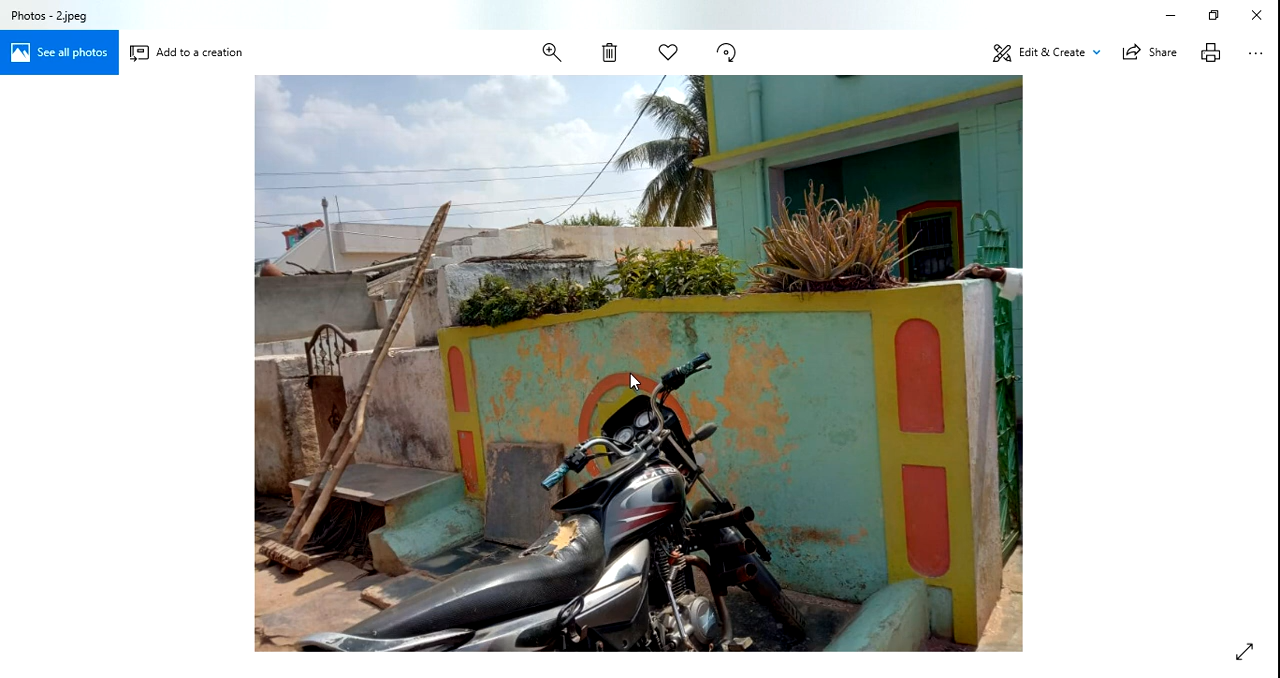 Photos - 2.jpeg
See all photos
Add to a creation
Edit & Create
Share